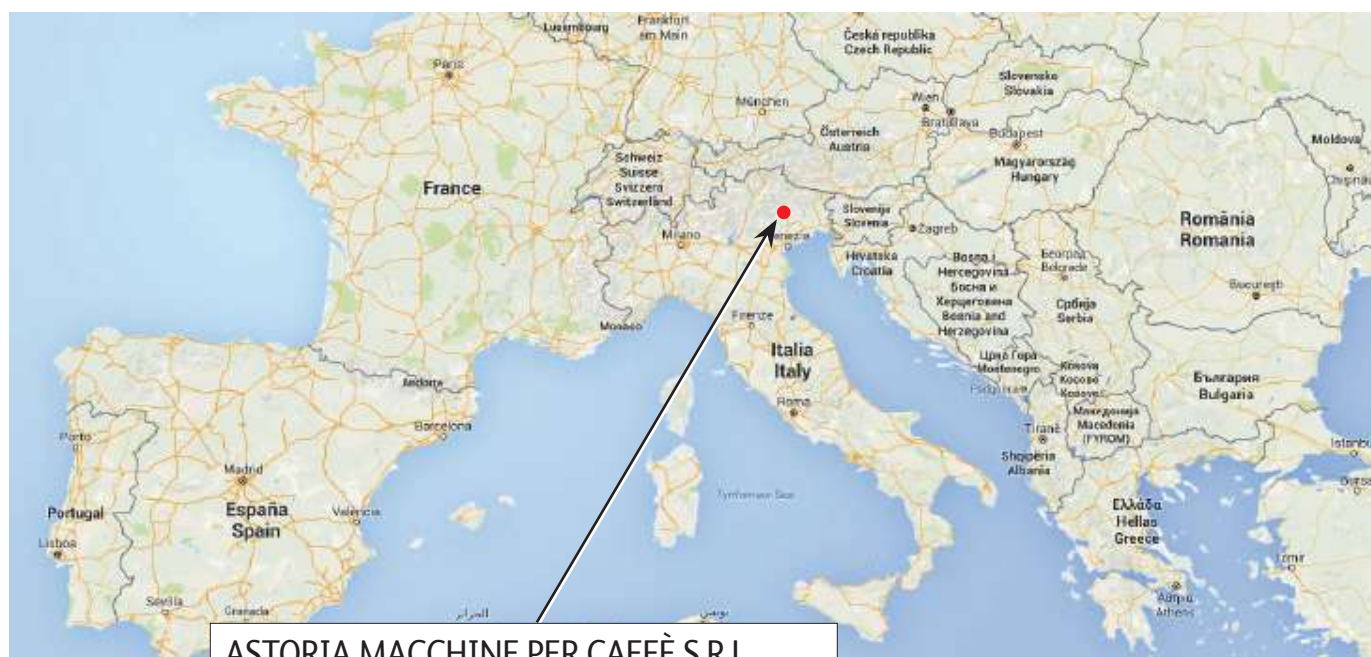 Frankfurt
am Main
Luxembourg
Česká republika
Czech Republic
Paris
Slovensko
Slovakia
München
Wien
Bratislava
Österreich
Austria
Budapest
Magyarország
Hungary
Moldova
Schweiz
Suisse
Svizzera
Switzerland
France
Slovenija
Slovenia
România
Romania
Milano
Venezia
Zagreb
Hrvatska
Croatia
Београд
Belgrade
Bosna i
Hercegovina
Босна и
Херцеговина
Bosnia and
Herzegovina
București
Србија
Serbia
Monaco
Firenze
Italia
Italy
Црна Гора
Montenegro
Podgorica
Kosova
Kosovo
България
Bulgaria
Andorra
Roma
Македонија
Macedonia
(FYROM)
Barcelona
Porto
Tiranë
Shqipëria
Albania
Madrid
España
Spain
Valencia
Portugal
Lisboa
Tyrrhenian Sea
Ελλάδα
Hellas
Greece
Sevilla
Granada
الجزائر
تونس
Αθήνα
Athens
ASTORIA MACCHINE PER CAFFÈ S.R.L.